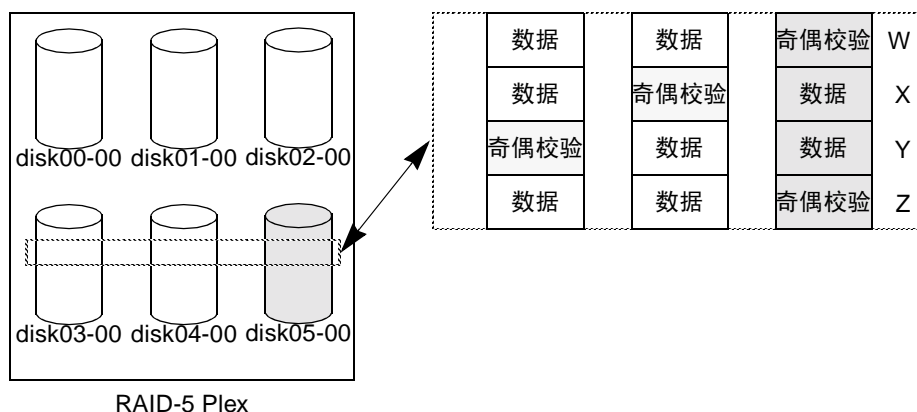 disk00-00 disk01-00 disk02-00
disk03-00 disk04-00 disk05-00
RAID-5 Plex
数据 数据 奇偶校验 W
数据 奇偶校验 数据 X
奇偶校验 数据 数据 Y
数据 数据 奇偶校验 Z